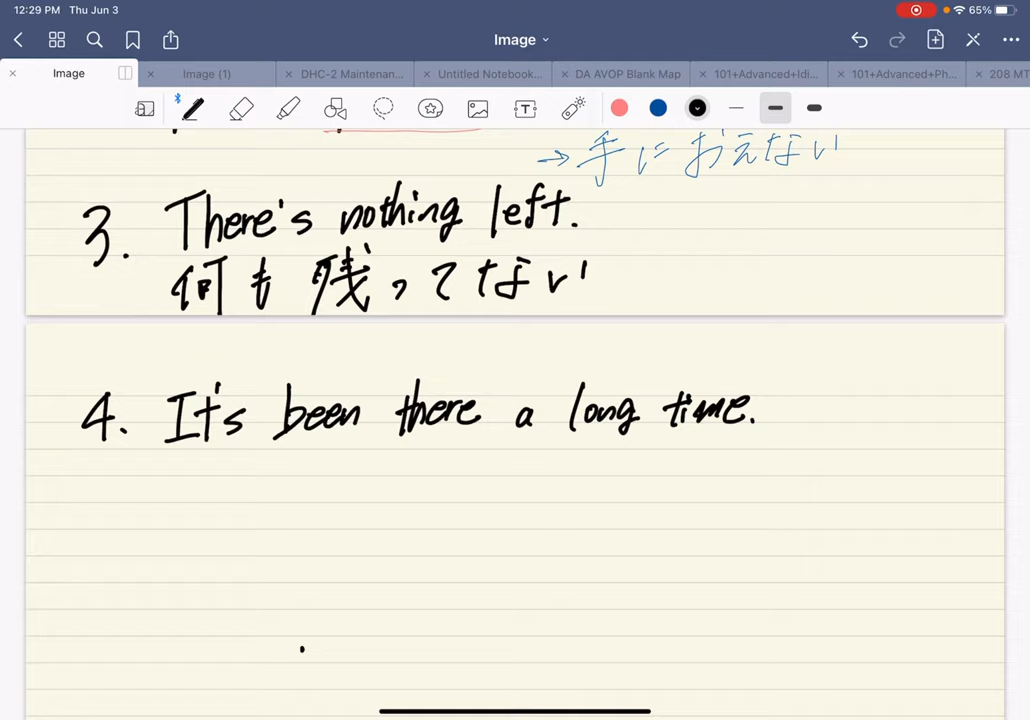 12:29 PM Thu Jun 3
65%
Image
Image
Image (1)
DHC-2 Maintenan...
Untitled Notebook...
DA AVOP Blank Map
101+Advanced+Idi...
101+Advanced+Ph...
208 MT
→ 手におえない
3. There's nothing left.
何も残ってない
4. It's been there a long time.